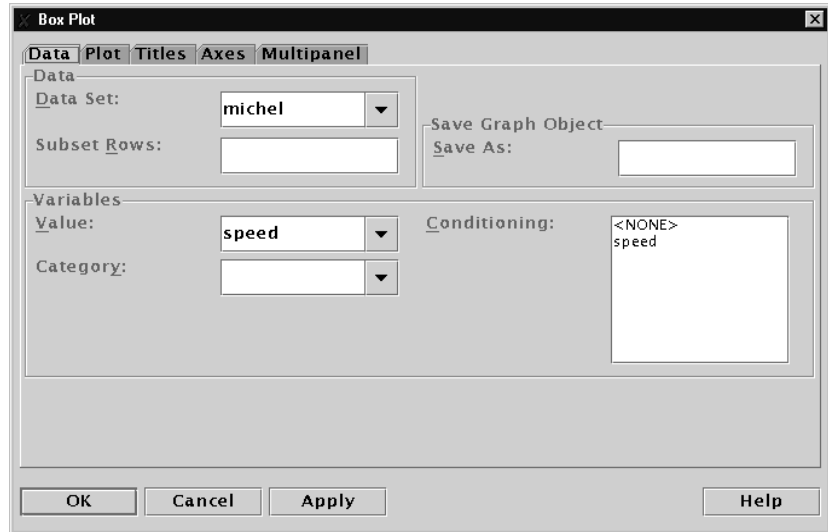 Box Plot
Data Plot Titles Axes Multipanel
Data
Data Set:
michel
Subset Rows:
Save Graph Object
Save As:
Variables
Value:
speed
Category:
Conditioning:
<NONE>
speed
OK Cancel Apply Help